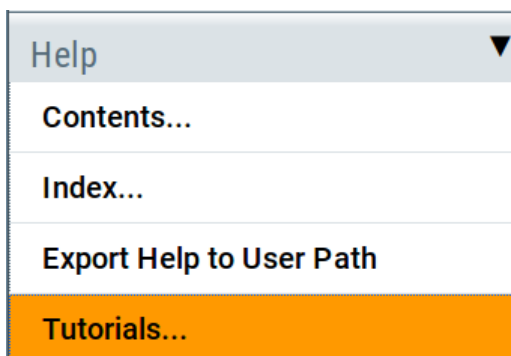 Help
Contents...
Index...
Export Help to User Path
Tutorials...